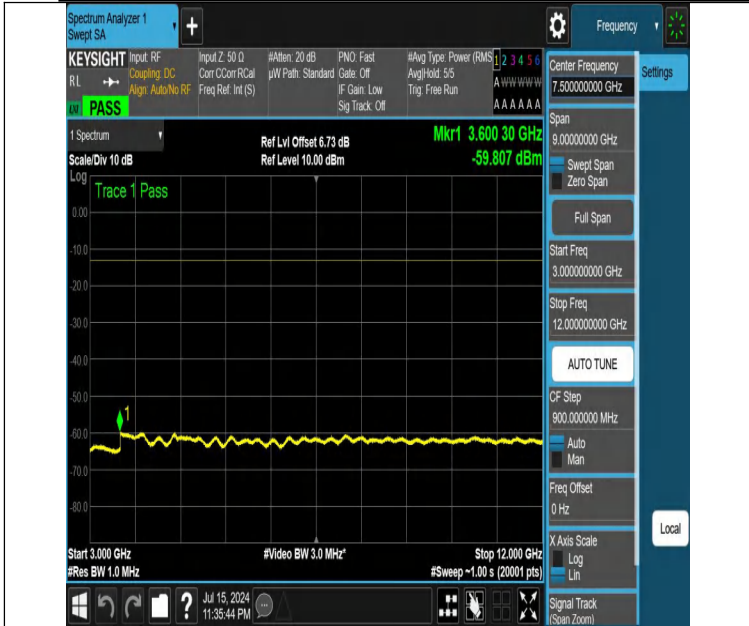 Spectrum Analyzer 1
Swept SA
+
Frequency
KEYSIGHT
RL
PASS
Input: RF
Coupling: DC
Align: Auto/No RF
Input Z: 50 Ω
Corr CCorr RCal
Freq Ref: Int (S)
#Atten: 20 dB
µW Path: Standard
PNO: Fast
Gate: Off
IF Gain: Low
Sig Track: Off
#Avg Type: Power (RMS
Avg|Hold: 5/5
Trig: Free Run
1 2 3 4 5 6
A W W W W W
A A A A A A
1 Spectrum
Scale/Div 10 dB
Ref Lvl Offset 6.73 dB
Ref Level 10.00 dBm
Mkr1 3.600 30 GHz
-59.807 dBm
Log
Trace 1 Pass
0.00
-10.0
-20.0
-30.0
-40.0
-50.0
-60.0
-70.0
-80.0
1
Start 3.000 GHz
#Res BW 1.0 MHz
#Video BW 3.0 MHz*
Stop 12.000 GHz
#Sweep ~1.00 s (20001 pts)
Jul 15, 2024
11:35:44 PM
Center Frequency
7.500000000 GHz
Settings
Span
9.00000000 GHz
Swept Span
Zero Span
Full Span
Start Freq
3.000000000 GHz
Stop Freq
12.000000000 GHz
AUTO TUNE
CF Step
900.000000 MHz
Auto
Man
Freq Offset
0 Hz
X Axis Scale
Log
Lin
Signal Track
(Span Zoom)
Local